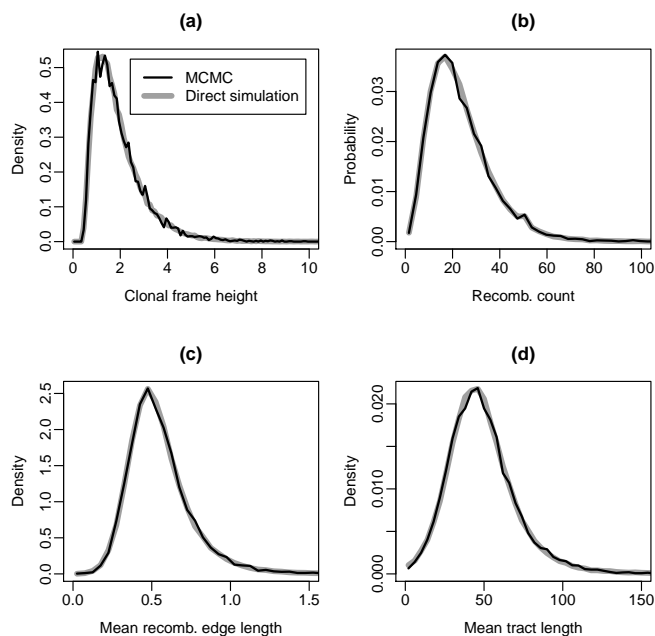 (a)
MCMC
Direct simulation
Density
0.0 0.1 0.2 0.3 0.4 0.5
0 2 4 6 8 10
Clonal frame height
(b)
Probability
0.00 0.01 0.02 0.03
0 20 40 60 80 100
Recomb. count
(c)
Density
0.0 0.5 1.0 1.5 2.0 2.5
0.0 0.5 1.0 1.5
Mean recomb. edge length
(d)
Density
0.000 0.010 0.020
0 50 100 150
Mean tract length